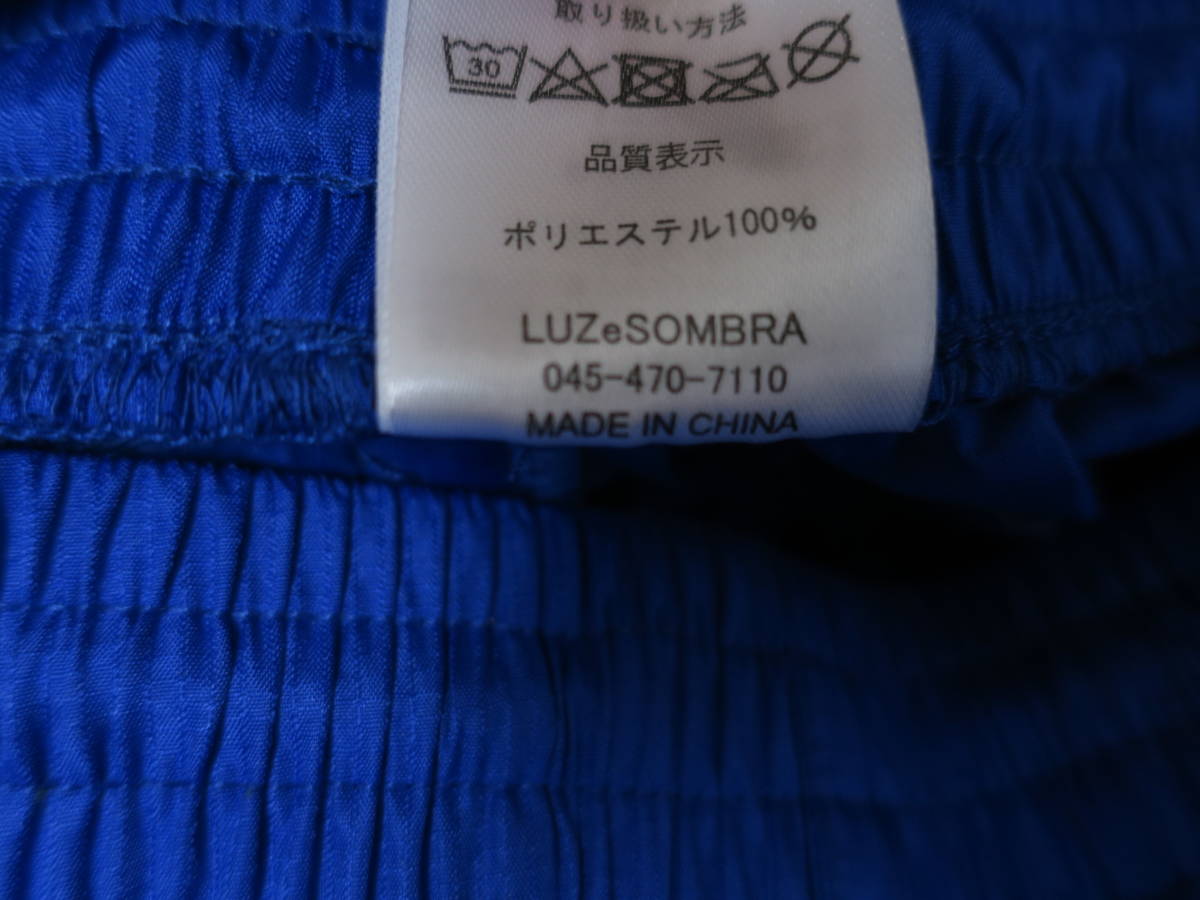 取り扱い方法
30
品質表示
ポリエステル100%
LUZeSOMBRA
045-470-7110
MADE IN CHINA